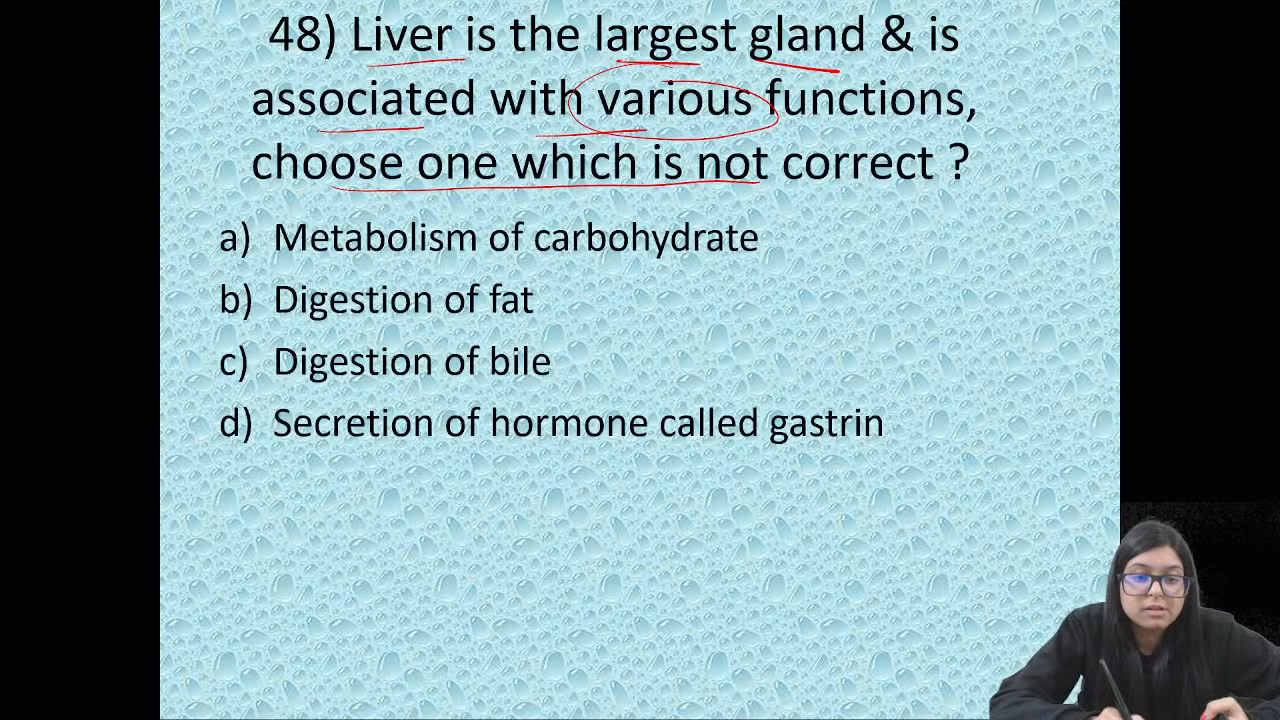 48) Liver is the largest gland & is
associated with various functions,
choose one which is not correct ?
a) Metabolism of carbohydrate
b) Digestion of fat
c) Digestion of bile
d) Secretion of hormone called gastrin